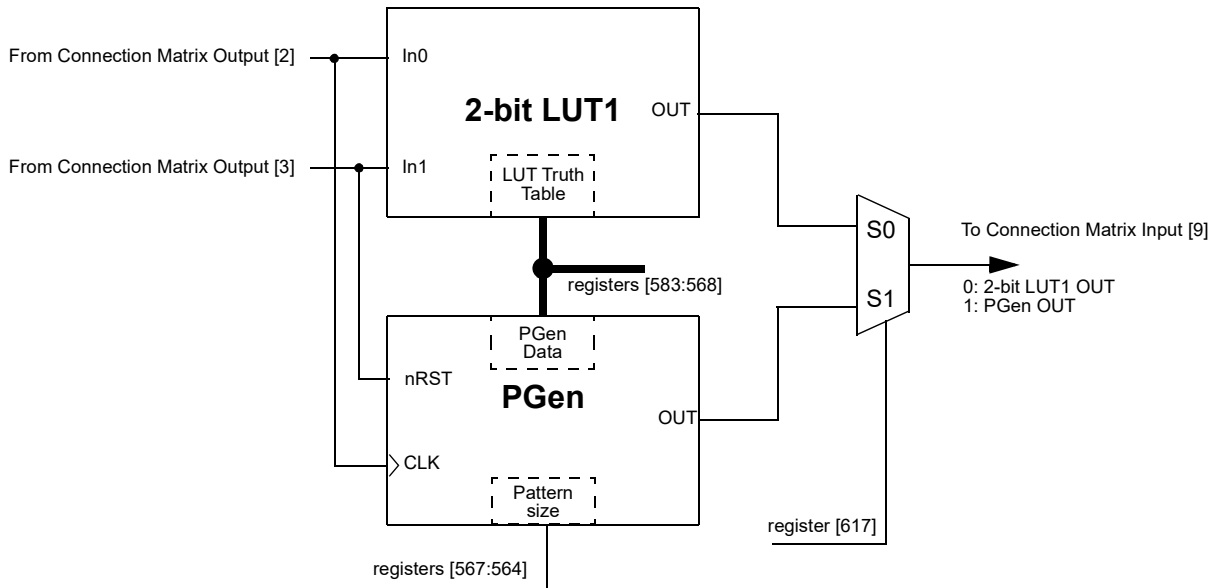 From Connection Matrix Output [2]
In0
2-bit LUT1
OUT
From Connection Matrix Output [3]
In1
LUT Truth
Table
S0
To Connection Matrix Input [9]
registers [583:568]
0: 2-bit LUT1 OUT
S1
1: PGen OUT
PGen
Data
nRST
PGen
OUT
CLK
Pattern
size
register [617]
registers [567:564]